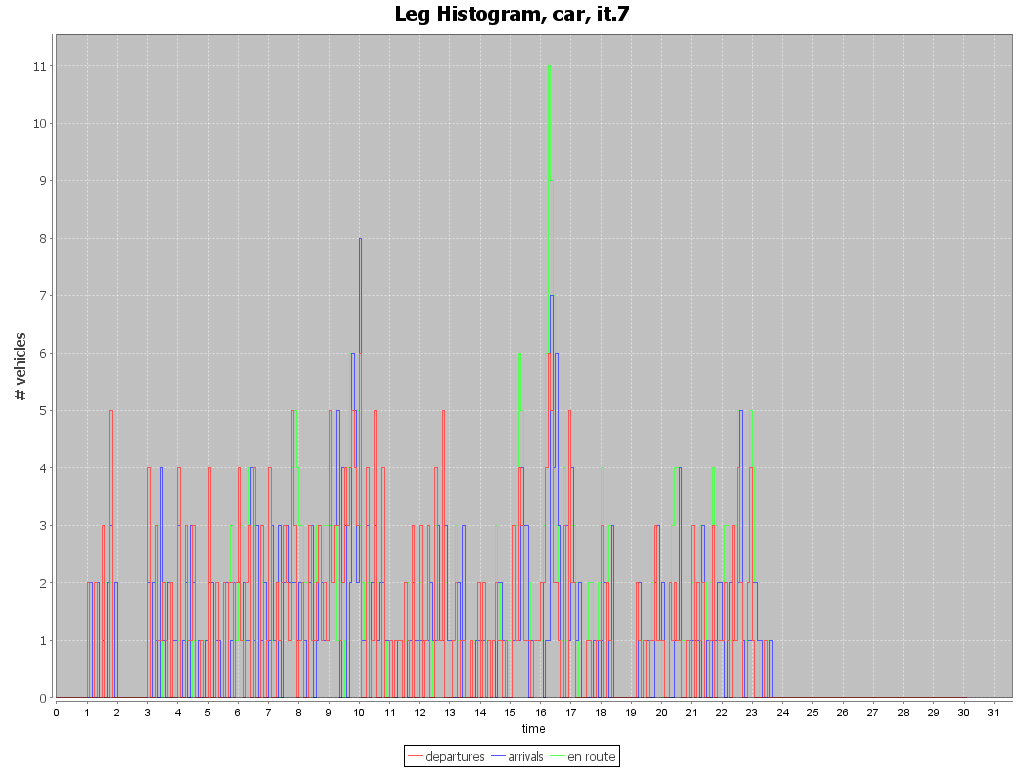 Leg Histogram, car, it.7
# vehicles
11
10
9
8
7
6
5
4
3
2
1
0
0 1 2 3 4 5 6 7 8 9 10 11 12 13 14 15 16 17 18 19 20 21 22 23 24 25 26 27 28 29 30 31
time
departures arrivals en route